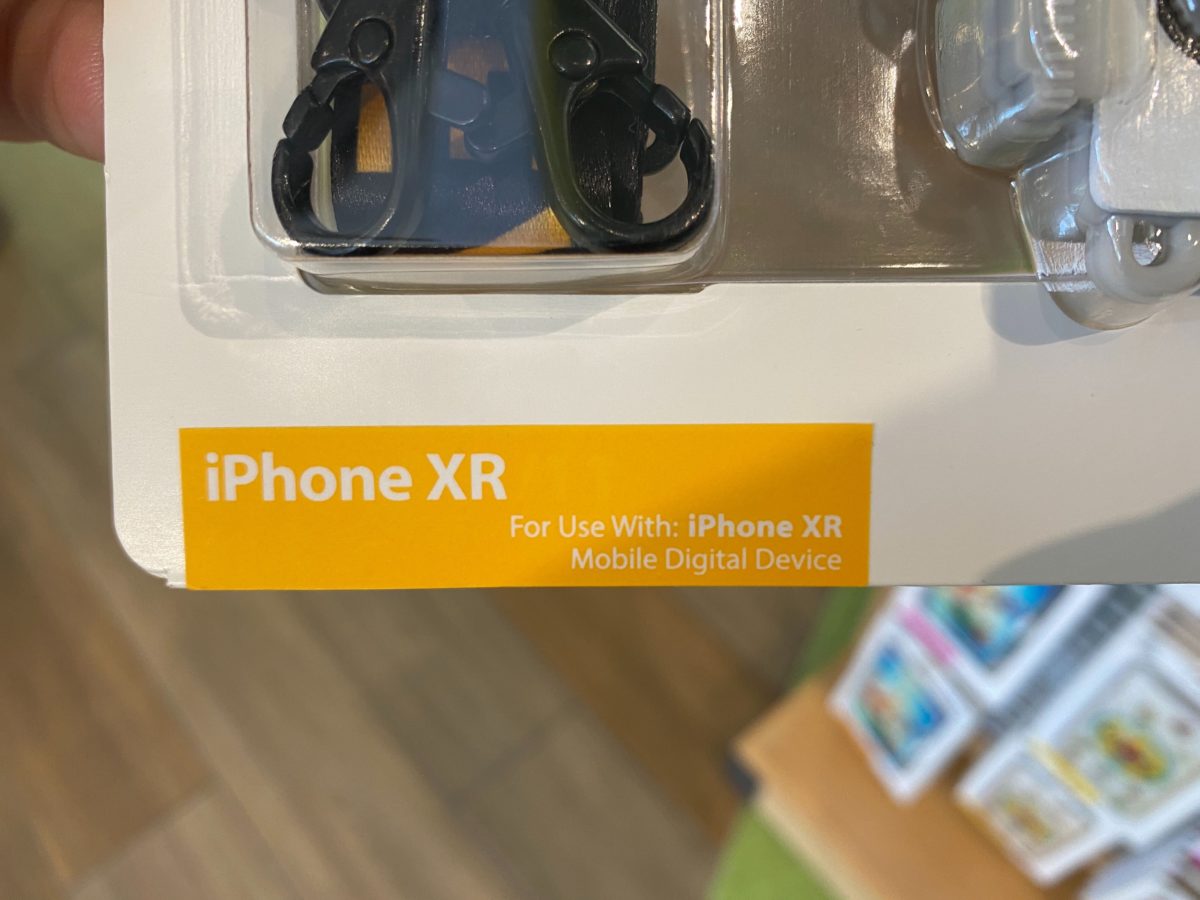 iPhone XR
For Use With: iPhone XR
Mobile Digital Device